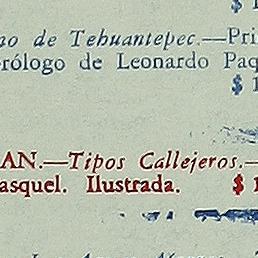 $
no de Tehuantepec.—Pri
rólogo de Leonardo Paq
$ 1
AN.—Tipos Callejeros.—
asquel. Ilustrada. $ 1